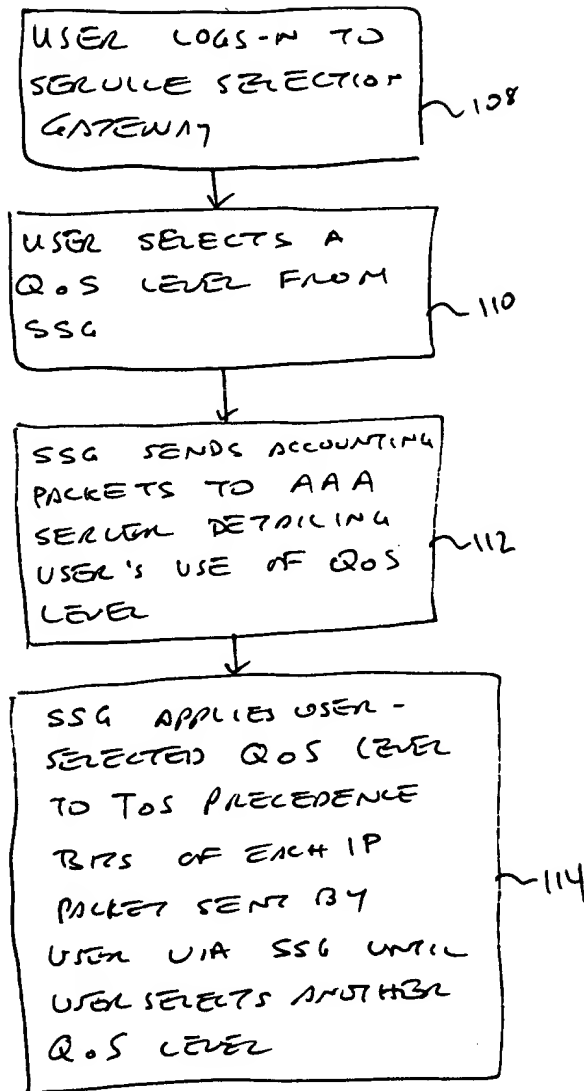 USER LOGS-IN TO
SERVICE SELECTION
GATEWAY
108
USER SELECTS A
QoS LEVEL FROM
SSG
110
SSG SENDS ACCOUNTING
PACKETS TO AAA
SERVER DETAILING
USER'S USE OF QoS
LEVEL
112
SSG APPLIES USER-
SELECTED QoS LEVEL
TO TOS PRECEDENCE
BITS OF EACH IP
PACKET SENT BY
USER VIA SSG UNTIL
USER SELECTS ANOTHER
QoS LEVEL
114